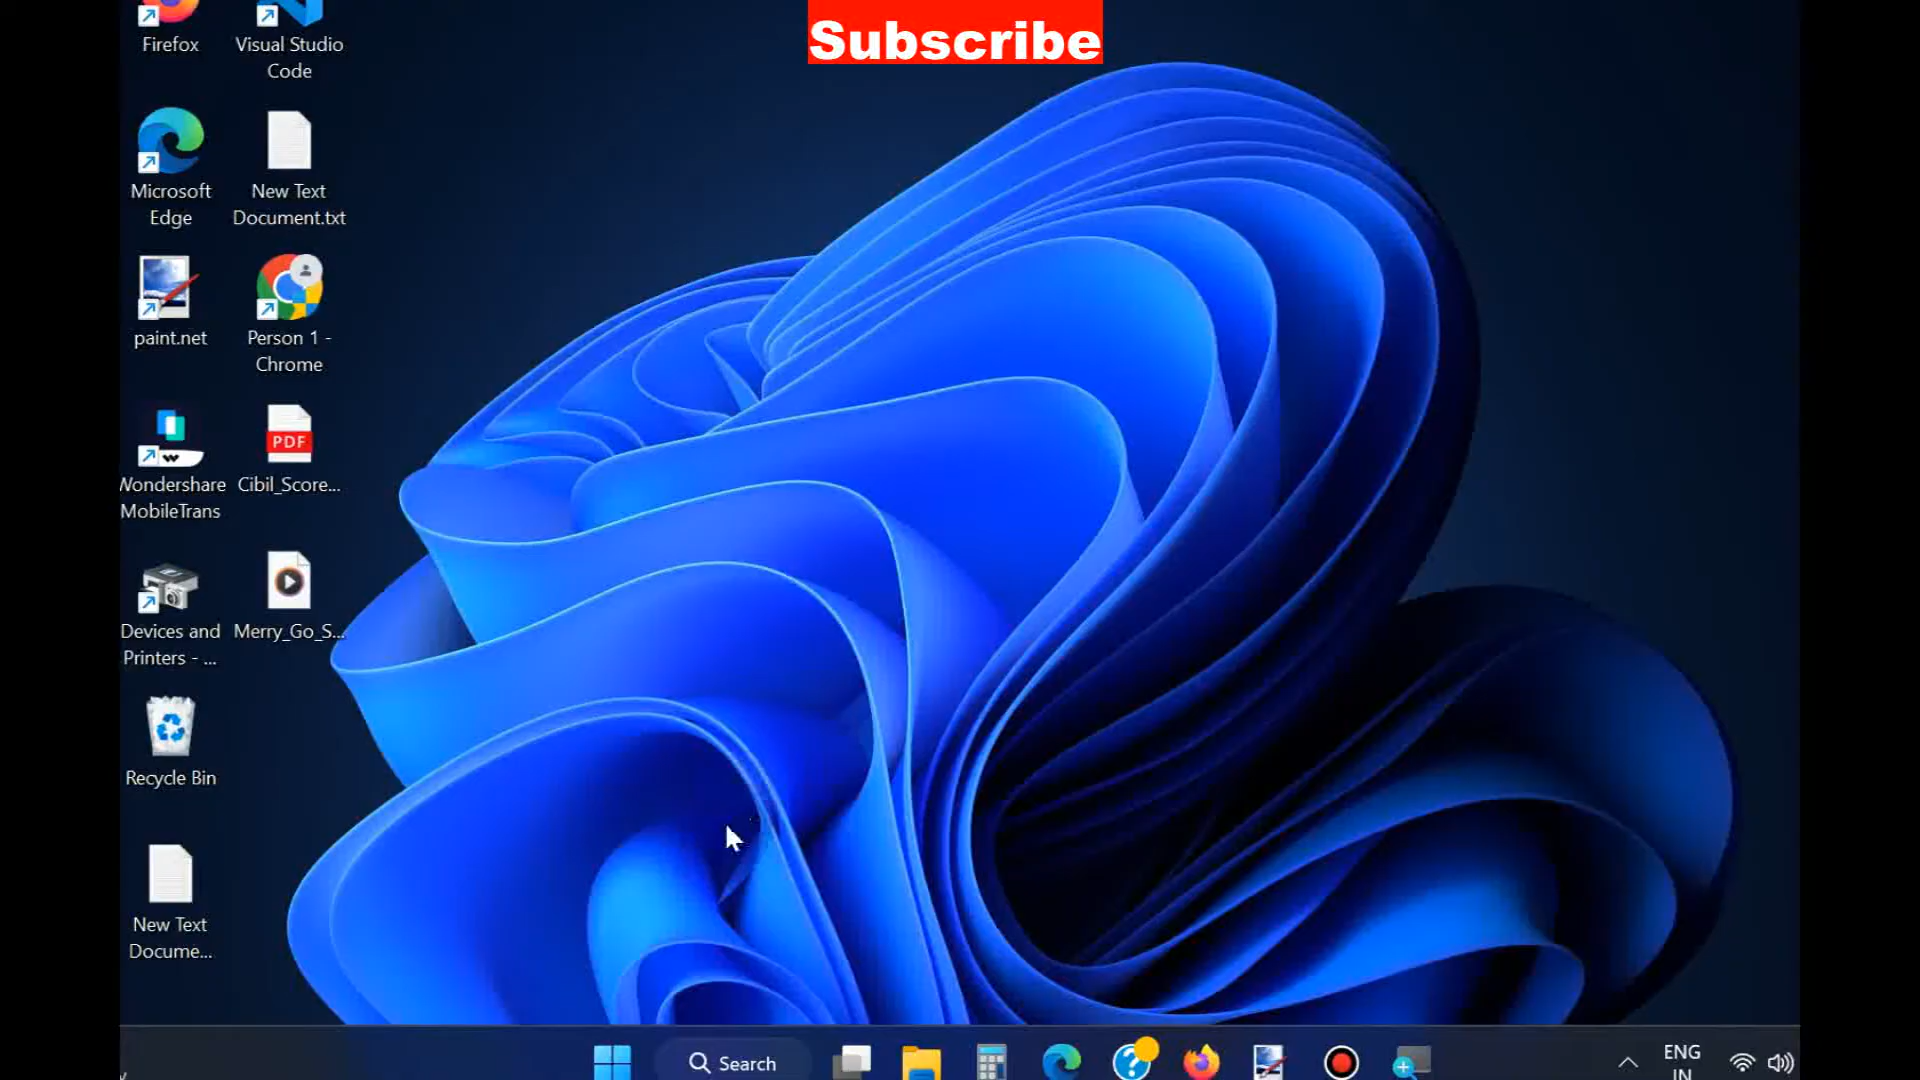 Subscribe
Firefox
Visual Studio
Code
Microsoft
Edge
New Text
Document.txt
paint.net
Person 1 -
Chrome
Wondershare
MobileTrans
PDF
Cibil_Score...
Devices and
Printers - ...
Merry_Go_S...
Recycle Bin
New Text
Docume...
Search
ENG
IN